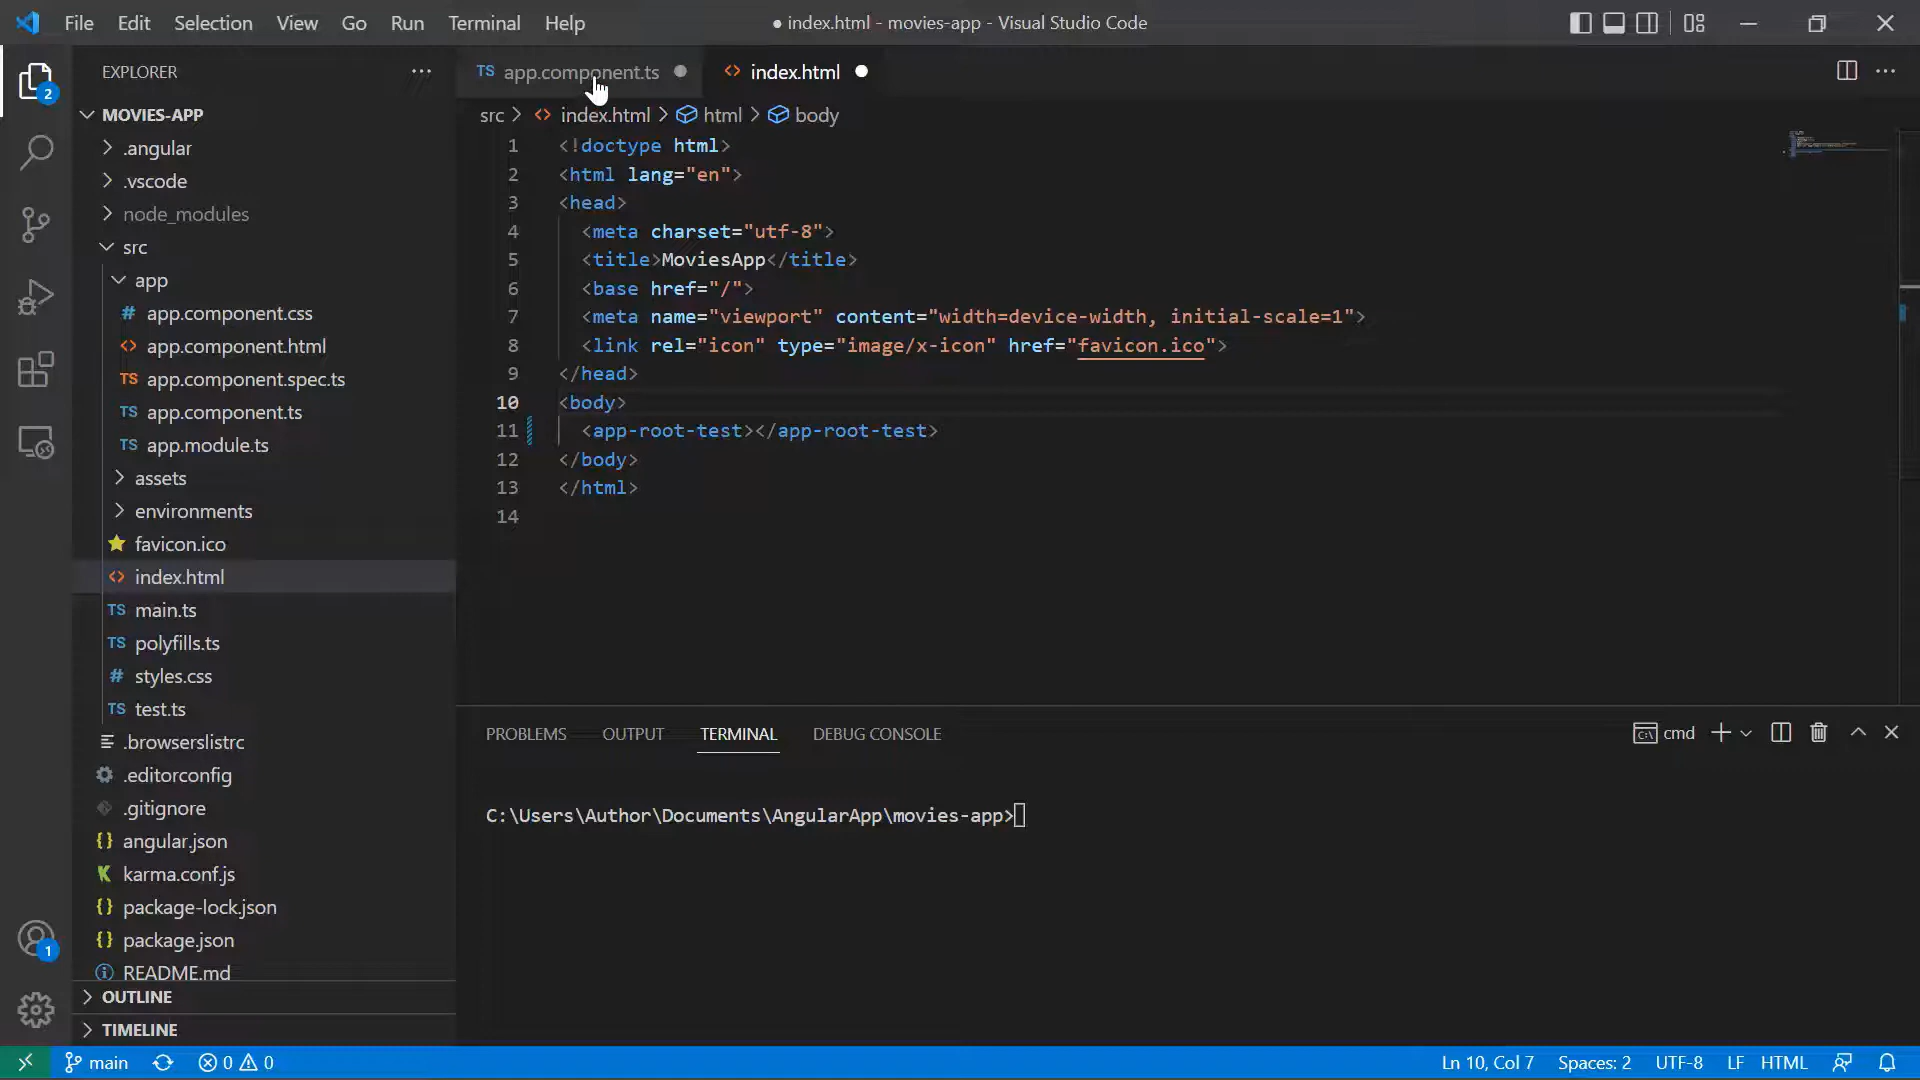 File Edit Selection View Go Run Terminal Help
● index.html - movies-app - Visual Studio Code
EXPLORER
MOVIES-APP
.angular
.vscode
node_modules
src
app
# app.component.css
<> app.component.html
TS app.component.spec.ts
TS app.component.ts
TS app.module.ts
assets
environments
favicon.ico
<> index.html
TS main.ts
TS polyfills.ts
# styles.css
TS test.ts
.browserslistrc
.editorconfig
.gitignore
{} angular.json
karma.conf.js
{} package-lock.json
{} package.json
README.md
OUTLINE
TIMELINE
2
1
TS app.component.ts ●
<> index.html ●
src > <> index.html > html > body
1 <!doctype html>
2 <html lang="en">
3 <head>
4 <meta charset="utf-8">
5 <title>MoviesApp</title>
6 <base href="/">
7 <meta name="viewport" content="width=device-width, initial-scale=1">
8 <link rel="icon" type="image/x-icon" href="favicon.ico">
9 </head>
10 <body>
11 <app-root-test></app-root-test>
12 </body>
13 </html>
14
PROBLEMS OUTPUT TERMINAL DEBUG CONSOLE
cmd
C:\Users\Author\Documents\AngularApp\movies-app>
main 0 0
Ln 10, Col 7 Spaces: 2 UTF-8 LF HTML